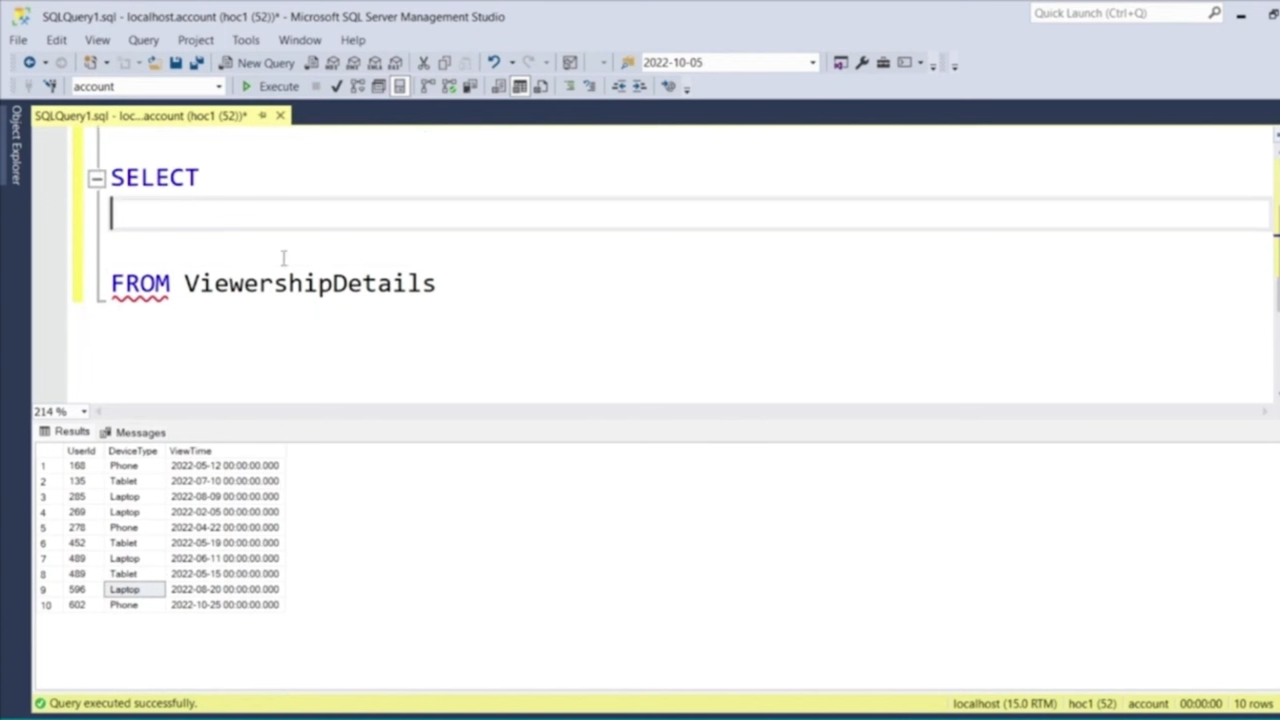 SQLQuery1.sql - localhost.account (hoc1 (52))* - Microsoft SQL Server Management Studio
Quick Launch (Ctrl+Q)
File Edit View Query Project Tools Window Help
New Query
2022-10-05
account
Execute
SQLQuery1.sql - loc...account (hoc1 (52))*
Object Explorer
SELECT
FROM ViewershipDetails
214 %
Results Messages
UserId DeviceType ViewTime
1 168 Phone 2022-05-12 00:00:00.000
2 135 Tablet 2022-07-10 00:00:00.000
3 285 Laptop 2022-08-09 00:00:00.000
4 269 Laptop 2022-02-05 00:00:00.000
5 278 Phone 2022-04-22 00:00:00.000
6 452 Tablet 2022-05-19 00:00:00.000
7 489 Laptop 2022-06-11 00:00:00.000
8 489 Tablet 2022-05-15 00:00:00.000
9 596 Laptop 2022-08-20 00:00:00.000
10 602 Phone 2022-10-25 00:00:00.000
Query executed successfully.
localhost (15.0 RTM) hoc1 (52) account 00:00:00 10 rows